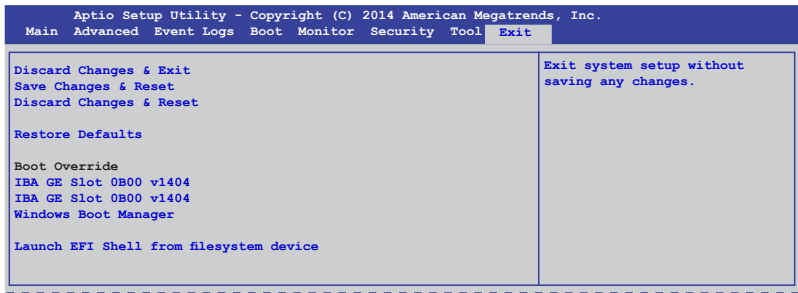 Aptio Setup Utility - Copyright (C) 2014 American Megatrends, Inc.
Main Advanced Event Logs Boot Monitor Security Tool Exit
Discard Changes & Exit
Save Changes & Reset
Discard Changes & Reset
Restore Defaults
Boot Override
IBA GE Slot 0B00 v1404
IBA GE Slot 0B00 v1404
Windows Boot Manager
Launch EFI Shell from filesystem device
Exit system setup without
saving any changes.